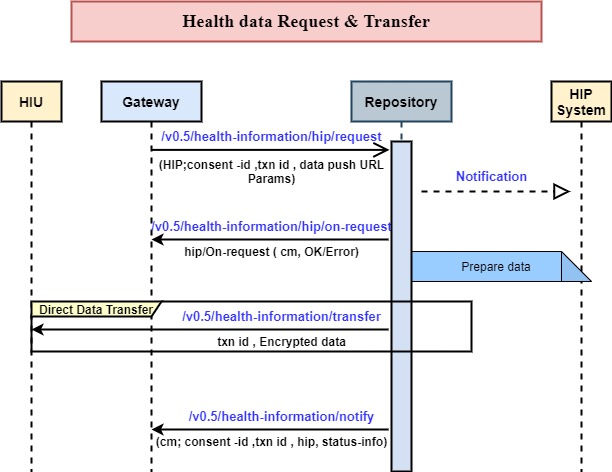 Health data Request & Transfer
HIU
Gateway
Repository
HIP
System
/v0.5/health-information/hip/request
(HIP;consent -id ,txn id , data push URL
Params)
Notification
/v0.5/health-information/hip/on-request
hip/On-request ( cm, OK/Error)
Prepare data
Direct Data Transfer
/v0.5/health-information/transfer
txn id , Encrypted data
/v0.5/health-information/notify
(cm; consent -id ,txn id , hip, status-info)